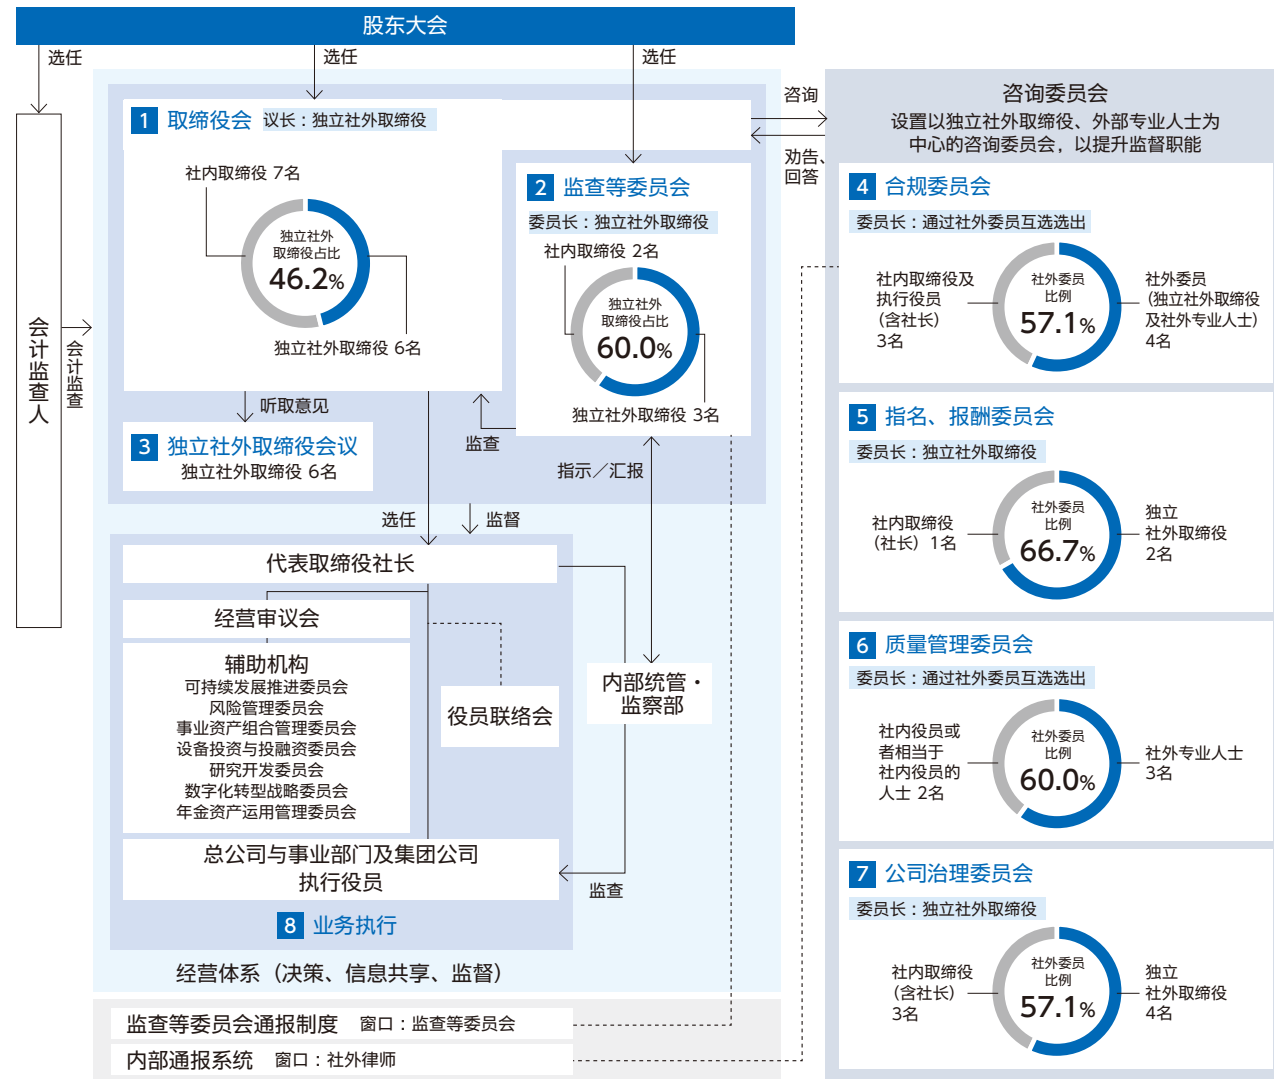 股东大会
选任
选任
选任
会计监查人
会计监查
1 取缔役会 议长：独立社外取缔役
社内取缔役 7名
独立社外
取缔役占比
46.2%
独立社外取缔役 6名
2 监查等委员会
委员长：独立社外取缔役
社内取缔役 2名
独立社外
取缔役占比
60.0%
独立社外取缔役 3名
听取意见
3 独立社外取缔役会议
独立社外取缔役 6名
监查
指示／汇报
选任
监督
代表取缔役社长
经营审议会
辅助机构
可持续发展推进委员会
风险管理委员会
事业资产组合管理委员会
设备投资与投融资委员会
研究开发委员会
数字化转型战略委员会
年金资产运用管理委员会
役员联络会
内部统管・
监察部
总公司与事业部门及集团公司
执行役员
监查
8 业务执行
经营体系（决策、信息共享、监督）
监查等委员会通报制度 窗口：监查等委员会
内部通报系统 窗口：社外律师
咨询
劝告、
回答
咨询委员会
设置以独立社外取缔役、外部专业人士为
中心的咨询委员会，以提升监督职能
4 合规委员会
委员长：通过社外委员互选选出
社内取缔役及
执行役员
（含社长）
3名
社外委员
比例
57.1%
社外委员
（独立社外取缔役
及社外专业人士）
4名
5 指名、报酬委员会
委员长：独立社外取缔役
社内取缔役
（社长）1名
社外委员
比例
66.7%
独立
社外取缔役
2名
6 质量管理委员会
委员长：通过社外委员互选选出
社内役员或
者相当于
社内役员的
人士 2名
社外委员
比例
60.0%
社外专业人士
3名
7 公司治理委员会
委员长：独立社外取缔役
社内取缔役
（含社长）
3名
社外委员
比例
57.1%
独立
社外取缔役
4名